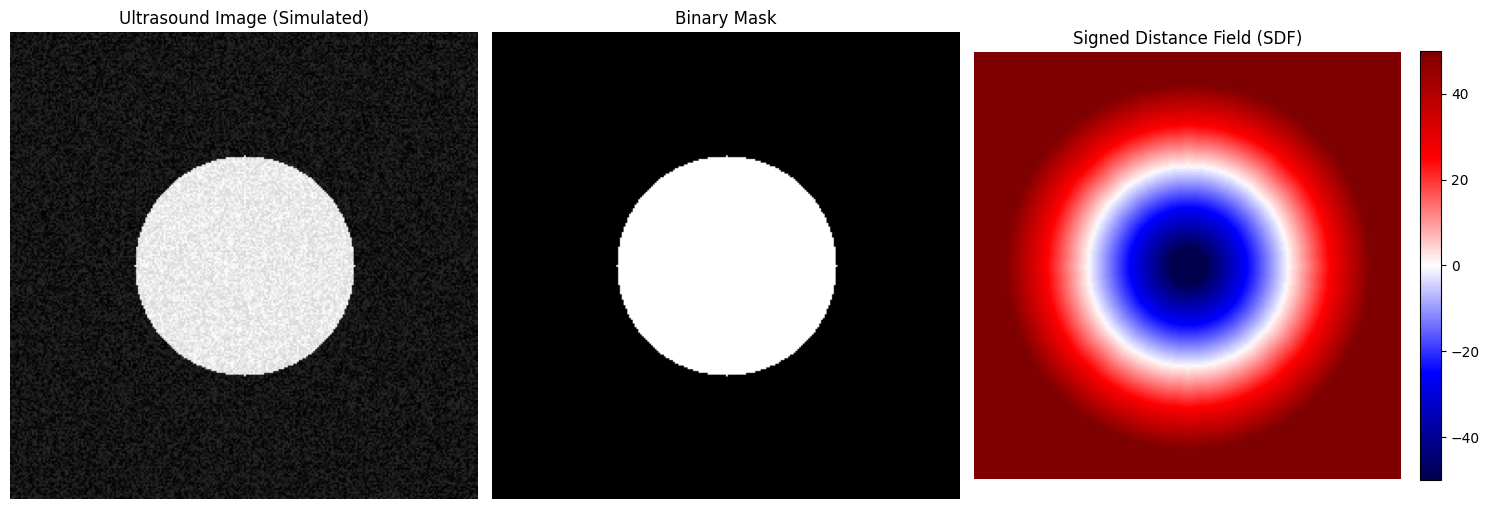 Ultrasound Image (Simulated)
Binary Mask
Signed Distance Field (SDF)
40
20
0
−20
−40